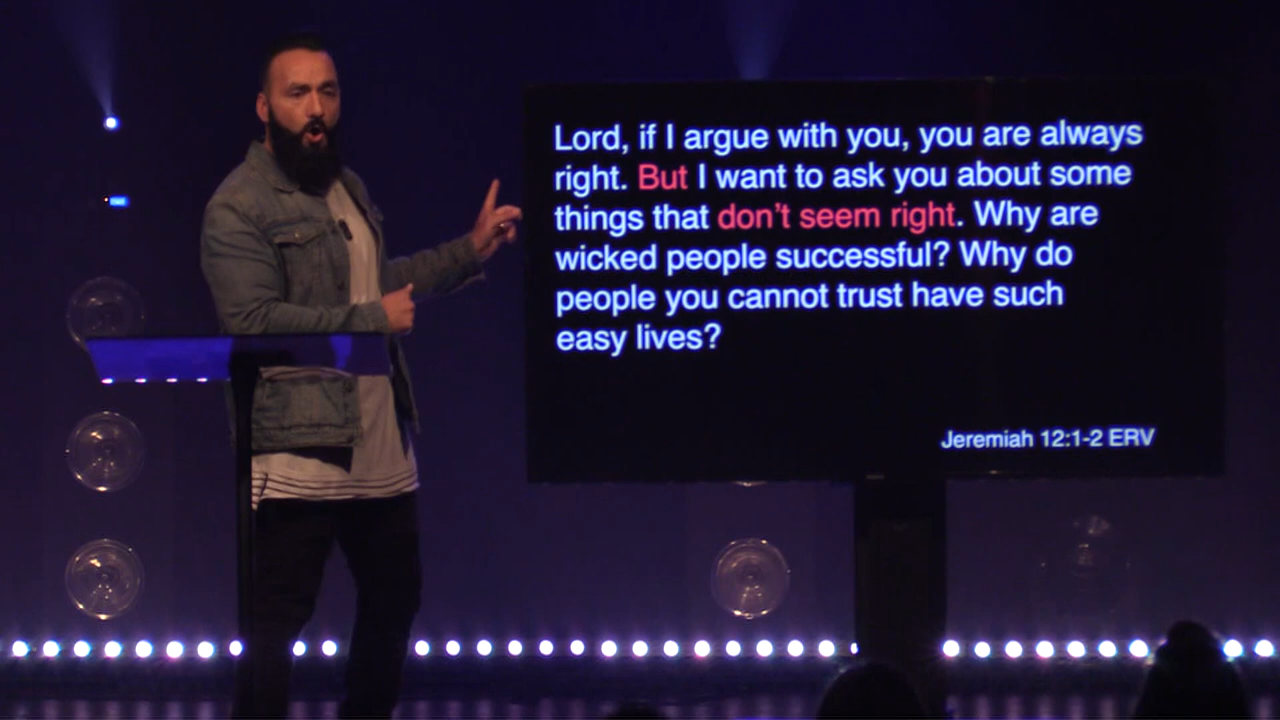 Lord, if I argue with you, you are always
right. But I want to ask you about some
things that don't seem right. Why are
wicked people successful? Why do
people you cannot trust have such
easy lives?
Jeremiah 12:1-2 ERV